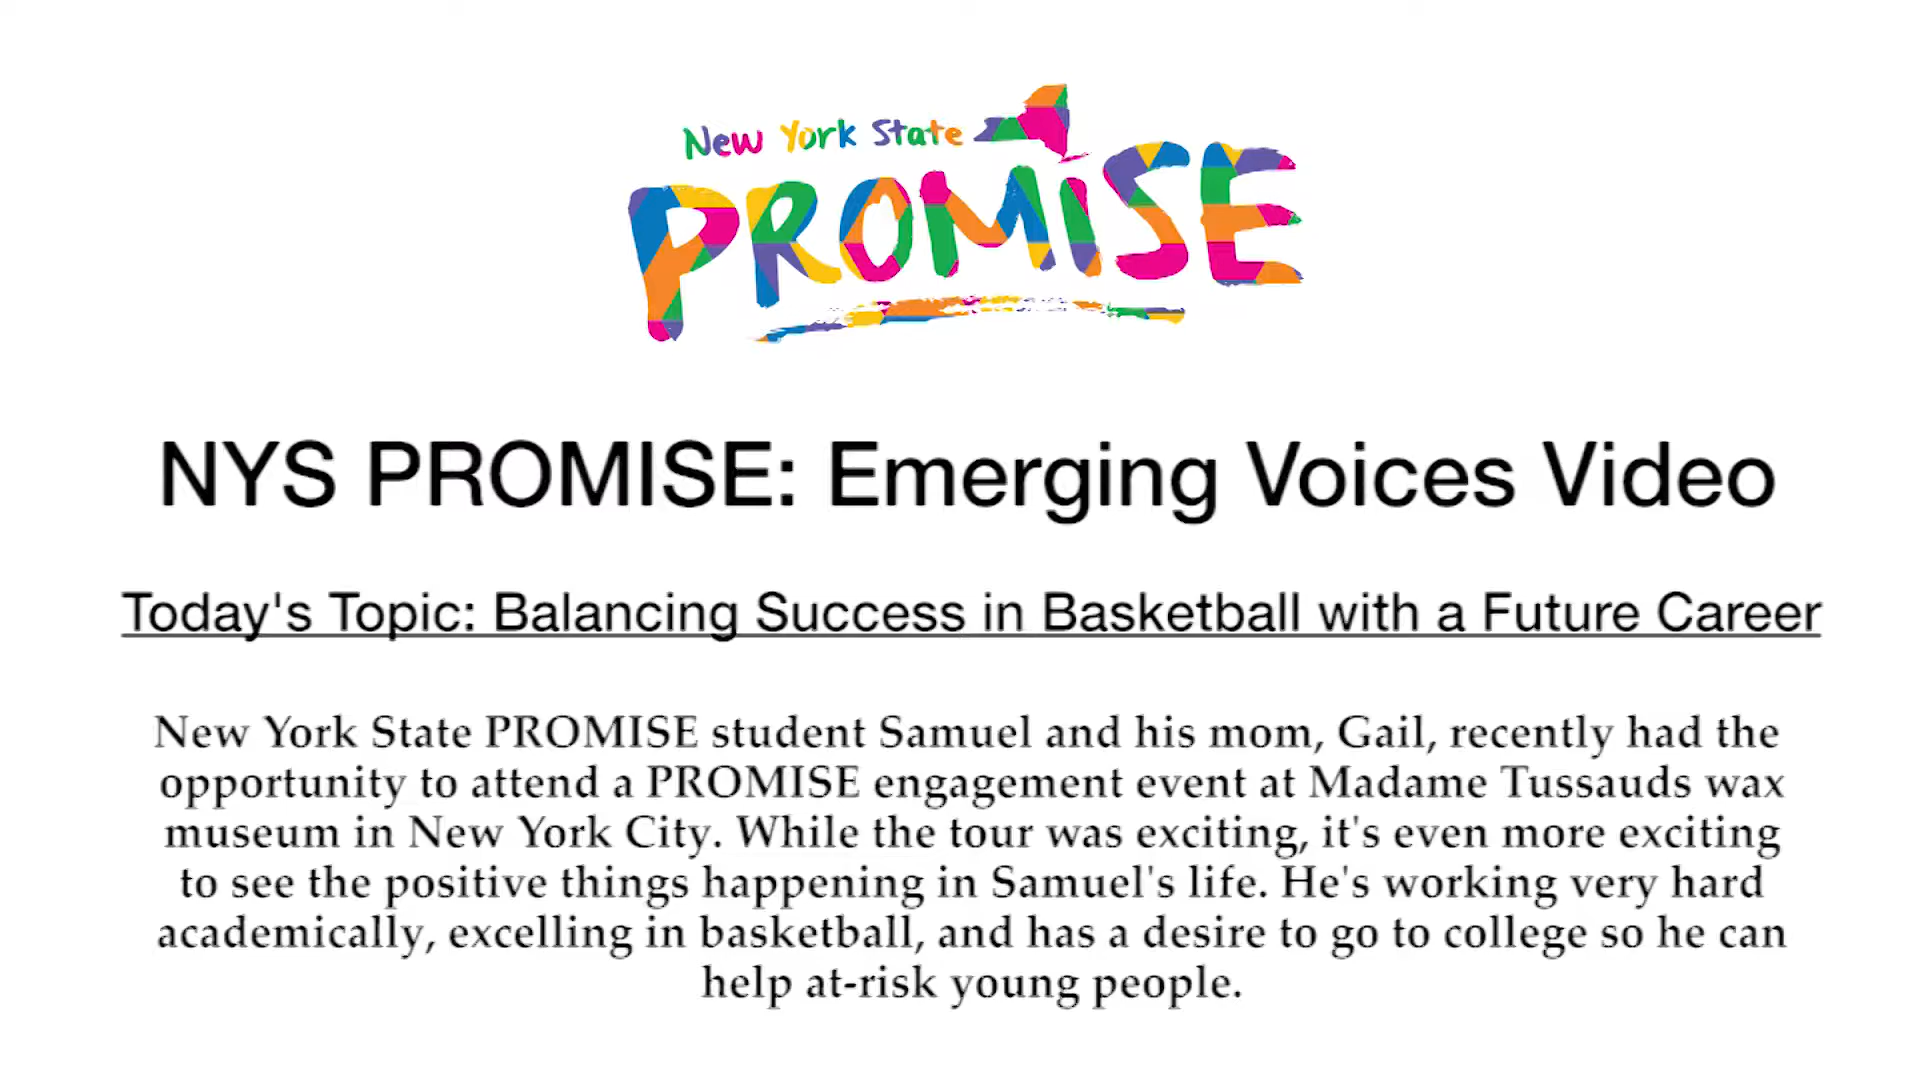 New York State
PROMISE
NYS PROMISE: Emerging Voices Video
Today's Topic: Balancing Success in Basketball with a Future Career
New York State PROMISE student Samuel and his mom, Gail, recently had the
opportunity to attend a PROMISE engagement event at Madame Tussauds wax
museum in New York City. While the tour was exciting, it's even more exciting
to see the positive things happening in Samuel's life. He's working very hard
academically, excelling in basketball, and has a desire to go to college so he can
help at-risk young people.